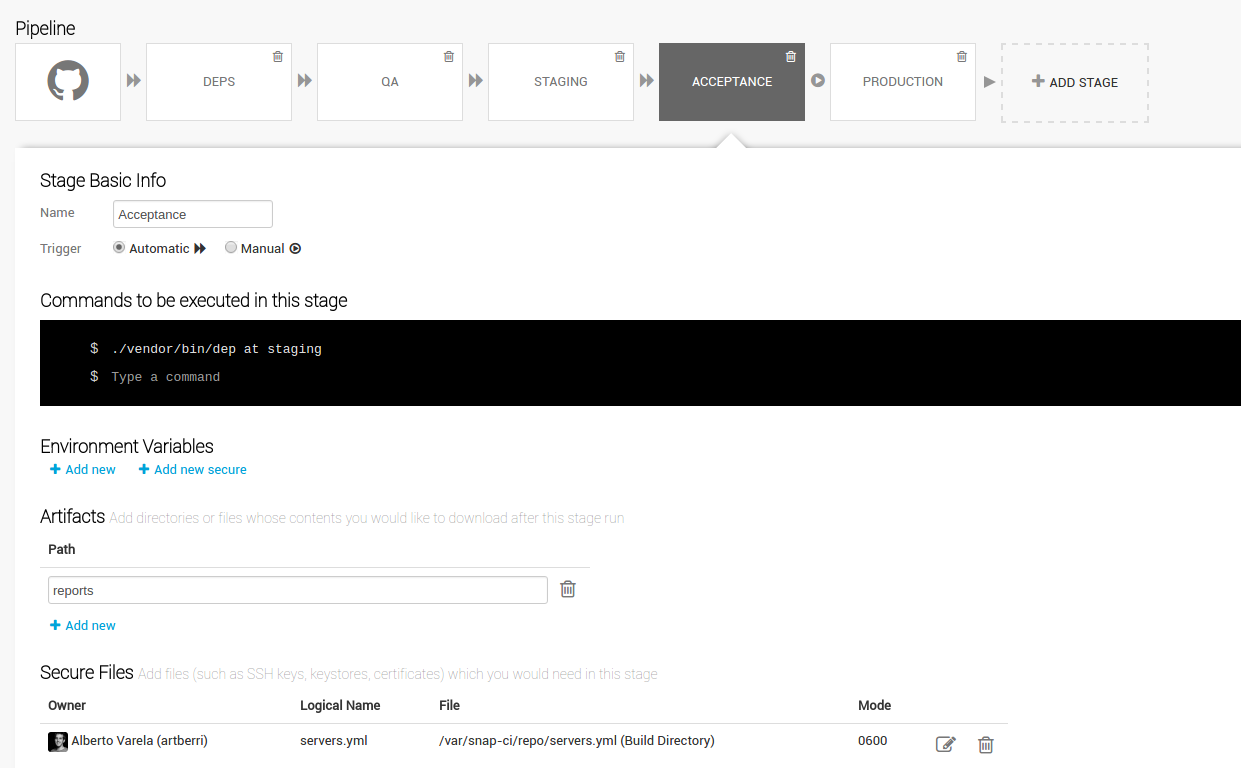 Pipeline
DEPS QA STAGING ACCEPTANCE PRODUCTION ADD STAGE
Stage Basic Info
Name Acceptance
Trigger Automatic Manual
Commands to be executed in this stage
$ ./vendor/bin/dep at staging
$ Type a command
Environment Variables
Add new Add new secure
Artifacts Add directories or files whose contents you would like to download after this stage run
Path
reports
Add new
Secure Files Add files (such as SSH keys, keystores, certificates) which you would need in this stage
Owner Logical Name File Mode
Alberto Varela (artberri) servers.yml /var/snap-ci/repo/servers.yml (Build Directory) 0600